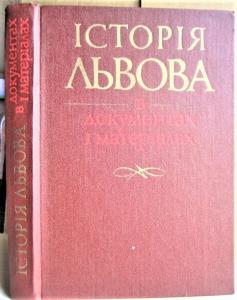 ІСТОРІЯ
ЛЬВОВА
в
документах
і матеріалах
ІСТОРІЯ ЛЬВОВА
в документах
і матеріалах